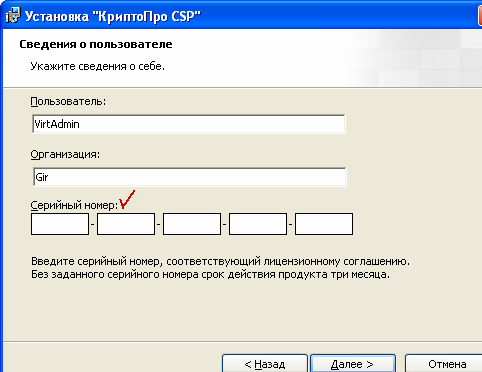 Установка "КриптоПро CSP"
Сведения о пользователе
Укажите сведения о себе.
Пользователь:
VirtAdmin
Организация:
Gir
Серийный номер:
- - - -
Введите серийный номер, соответствующий лицензионному соглашению.
Без заданного серийного номера срок действия продукта три месяца.
< Назад Далее > Отмена